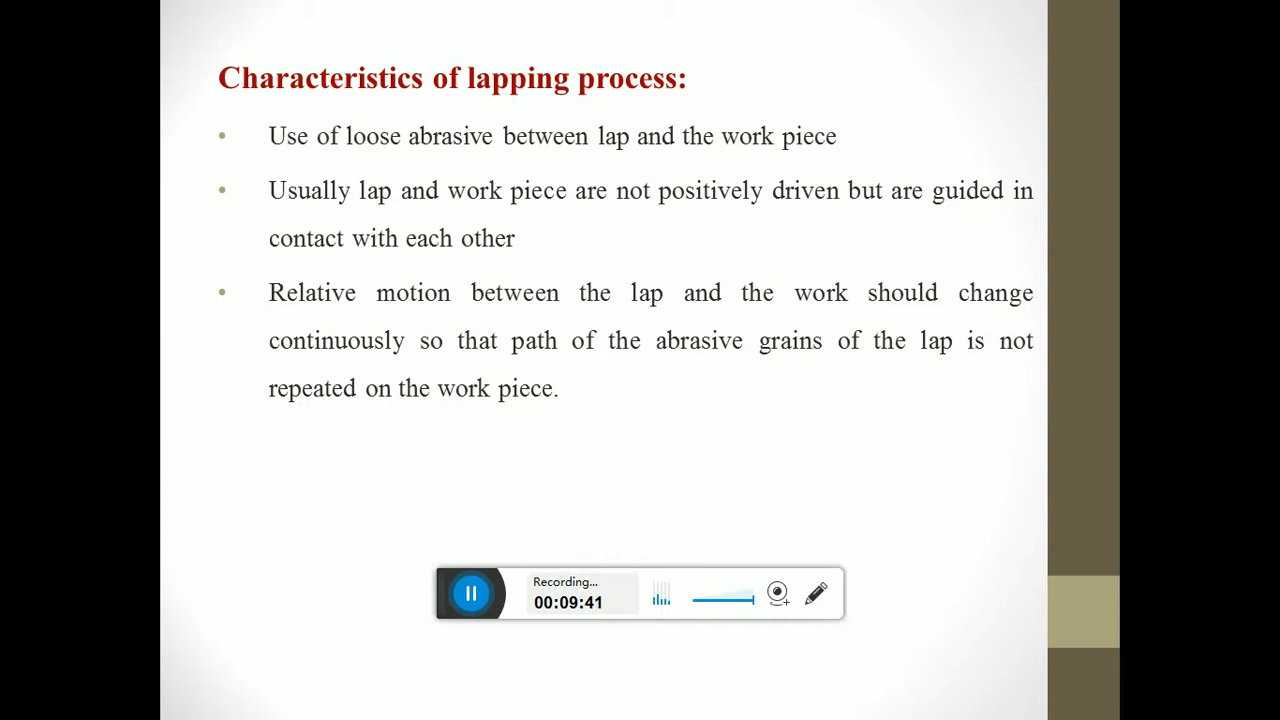 Characteristics of lapping process:
• Use of loose abrasive between lap and the work piece
• Usually lap and work piece are not positively driven but are guided in
contact with each other
• Relative motion between the lap and the work should change
continuously so that path of the abrasive grains of the lap is not
repeated on the work piece.
Recording...
00:09:41